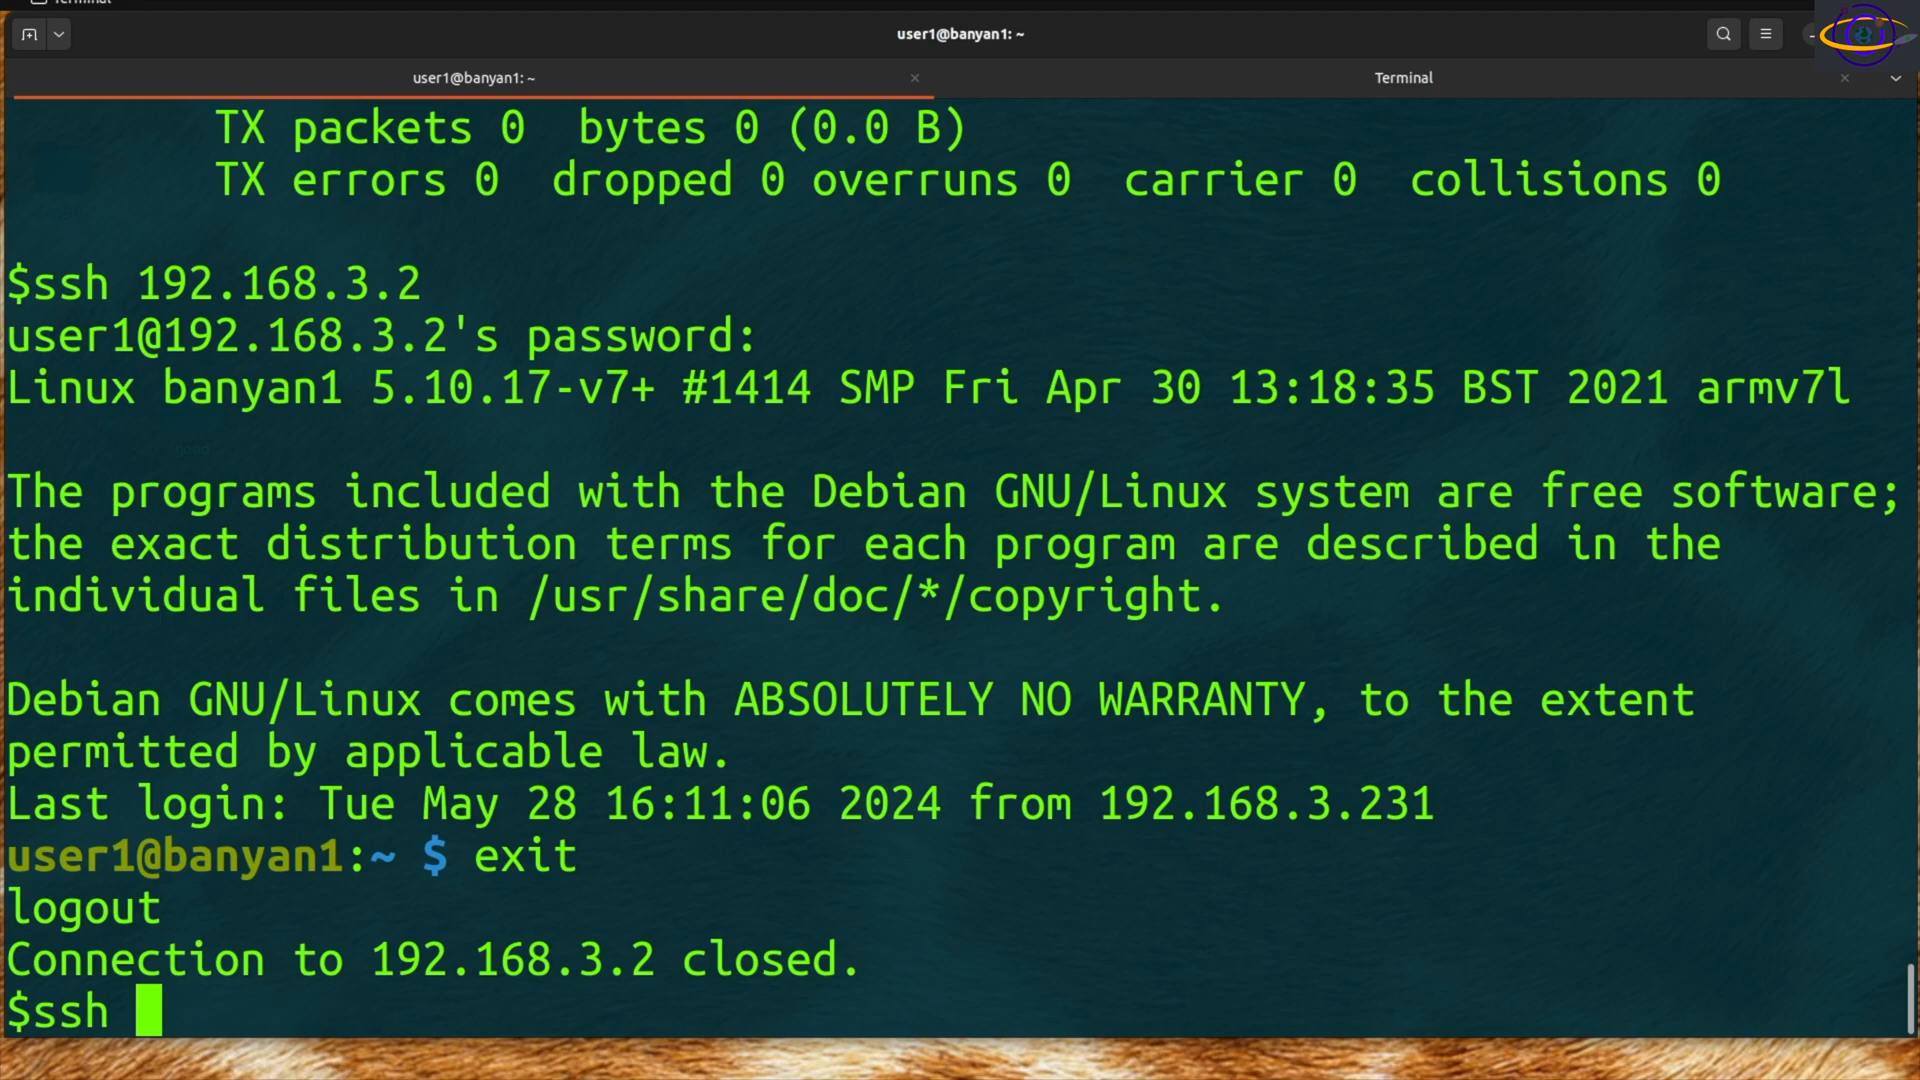 Terminal
user1@banyan1: ~
user1@banyan1: ~
Terminal
TX packets 0  bytes 0 (0.0 B)
TX errors 0  dropped 0 overruns 0  carrier 0  collisions 0
$ssh 192.168.3.2
user1@192.168.3.2's password:
Linux banyan1 5.10.17-v7+ #1414 SMP Fri Apr 30 13:18:35 BST 2021 armv7l
The programs included with the Debian GNU/Linux system are free software;
the exact distribution terms for each program are described in the
individual files in /usr/share/doc/*/copyright.
Debian GNU/Linux comes with ABSOLUTELY NO WARRANTY, to the extent
permitted by applicable law.
Last login: Tue May 28 16:11:06 2024 from 192.168.3.231
user1@banyan1:~ $ exit
logout
Connection to 192.168.3.2 closed.
$ssh